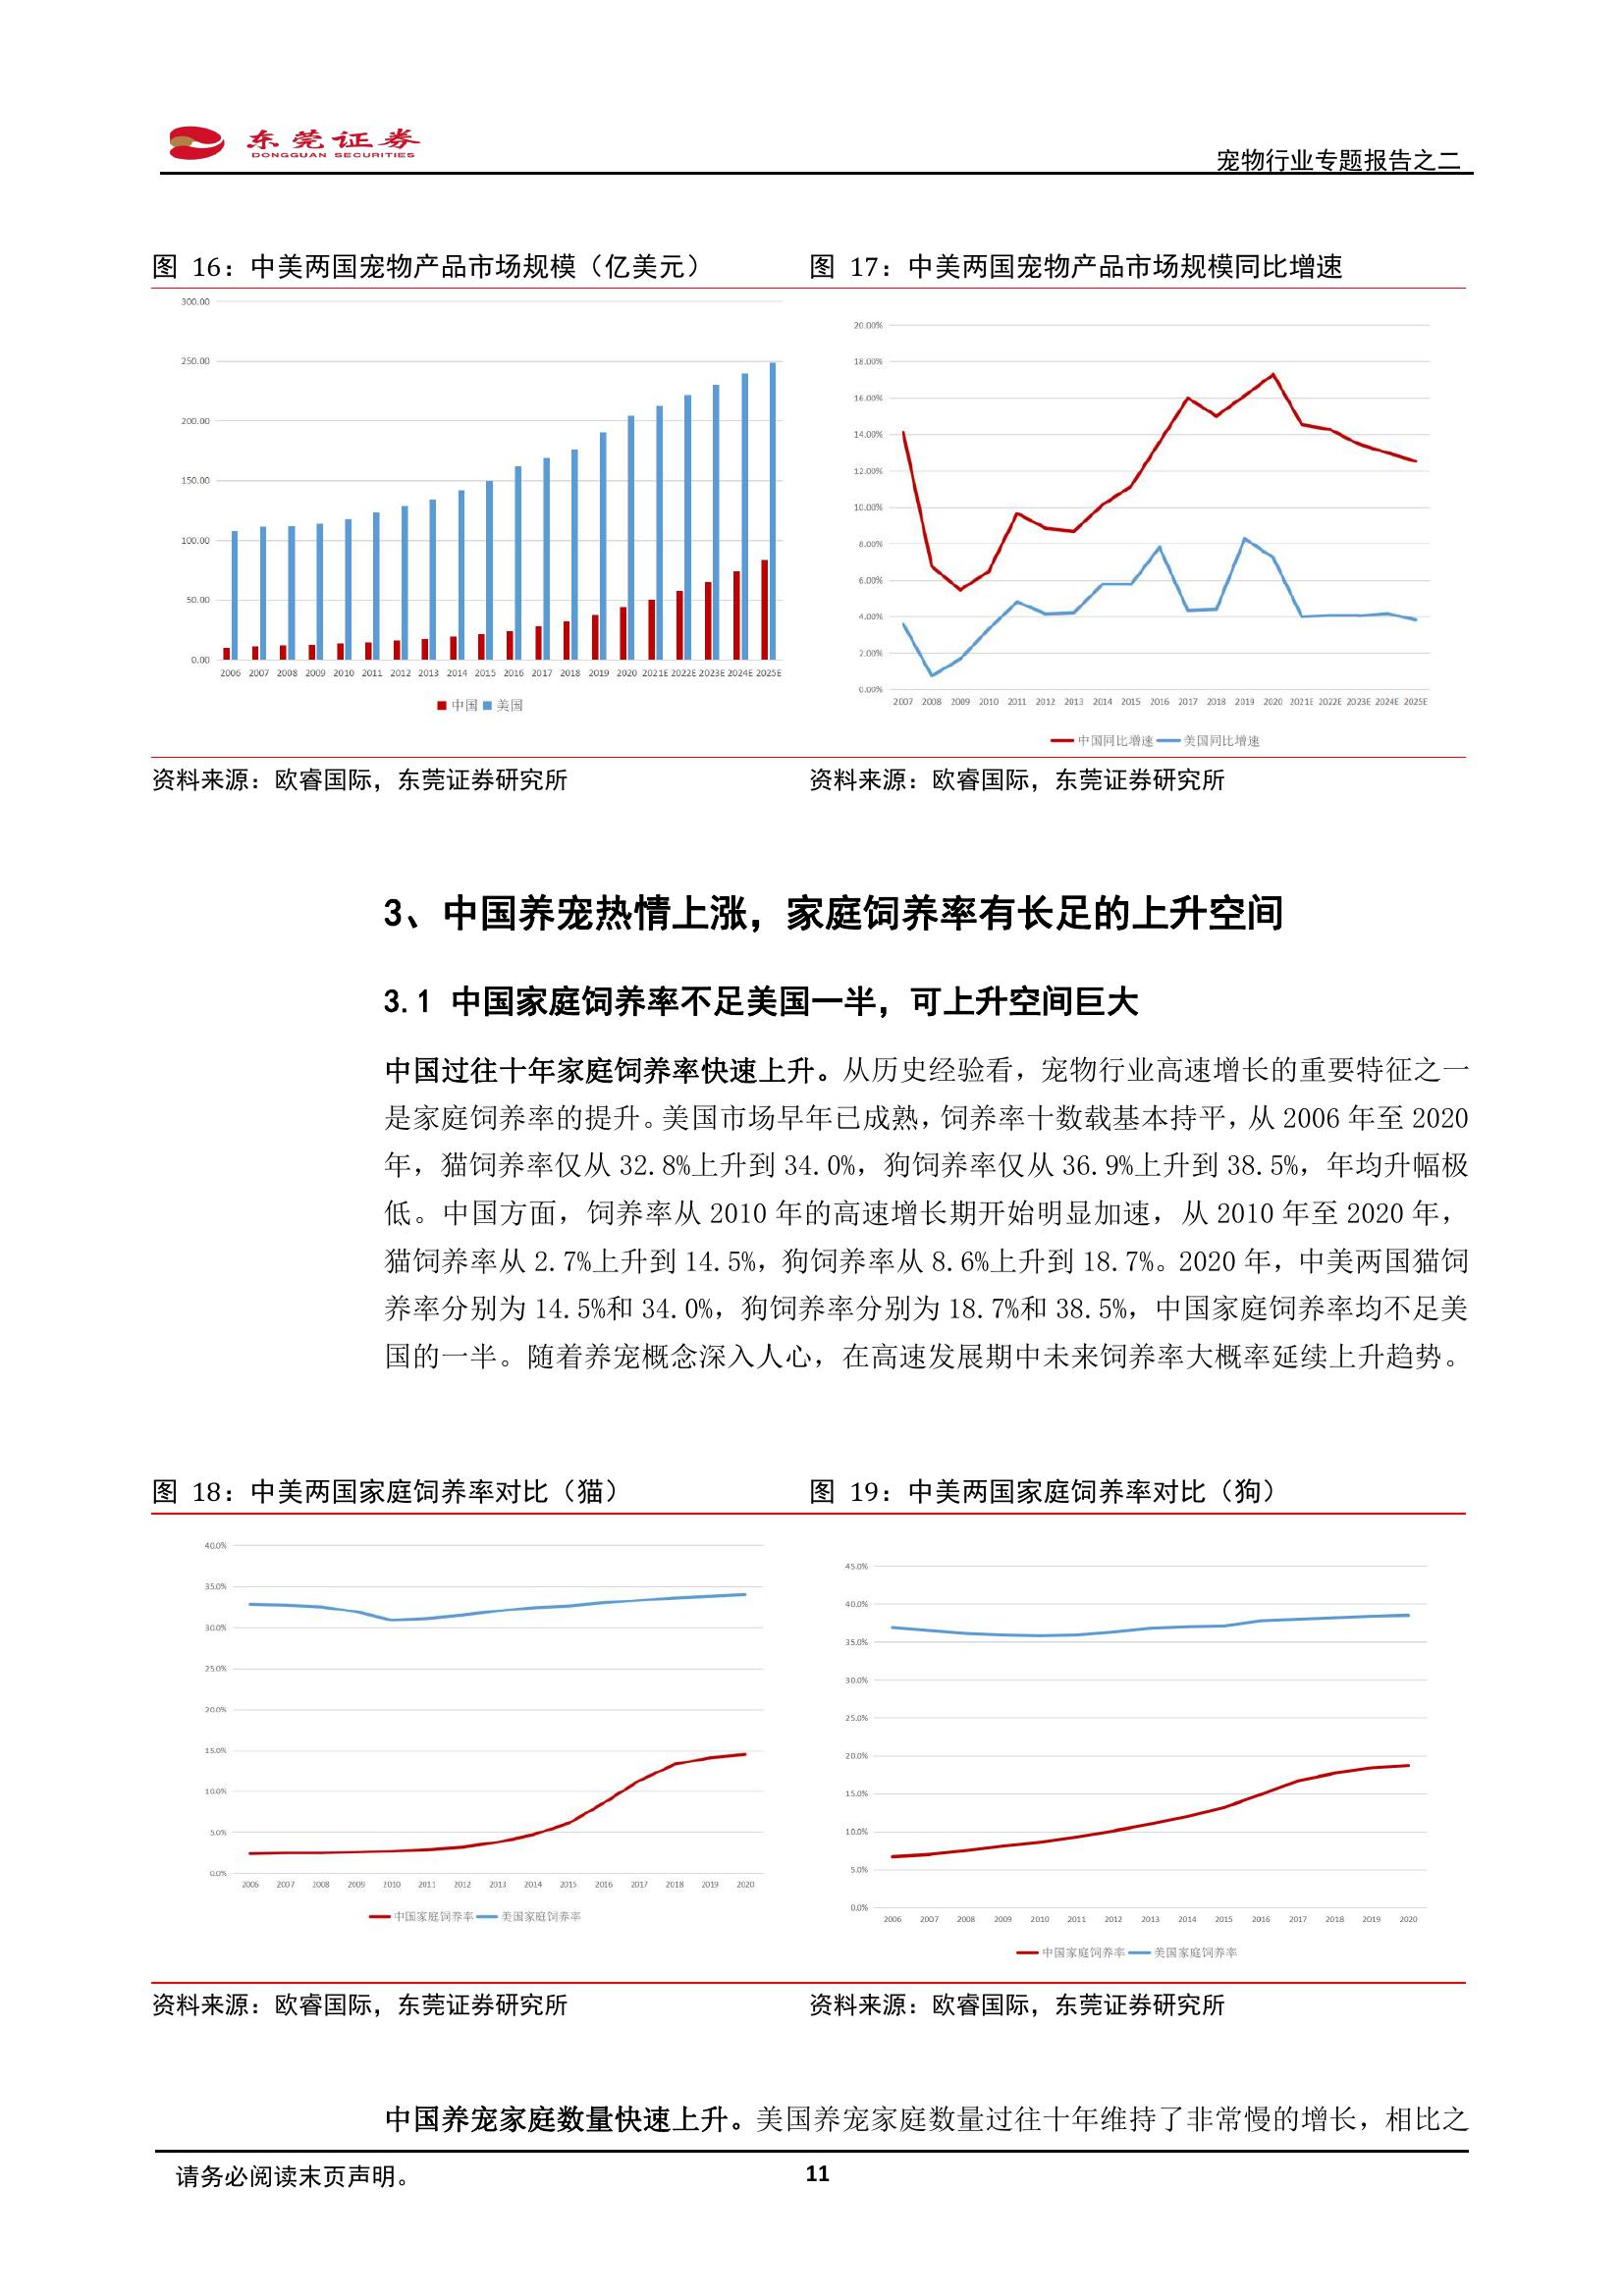 东莞证券
DONGGUAN SECURITIES
宠物行业专题报告之二
图 16：中美两国宠物产品市场规模（亿美元）
300.00
250.00
200.00
150.00
100.00
50.00
0.00
2006 2007 2008 2009 2010 2011 2012 2013 2014 2015 2016 2017 2018 2019 2020 2021E 2022E 2023E 2024E 2025E
中国 美国
资料来源：欧睿国际，东莞证券研究所
图 17：中美两国宠物产品市场规模同比增速
20.00%
18.00%
16.00%
14.00%
12.00%
10.00%
8.00%
6.00%
4.00%
2.00%
0.00%
2007 2008 2009 2010 2011 2012 2013 2014 2015 2016 2017 2018 2019 2020 2021E 2022E 2023E 2024E 2025E
中国同比增速 美国同比增速
资料来源：欧睿国际，东莞证券研究所
3、中国养宠热情上涨，家庭饲养率有长足的上升空间
3.1 中国家庭饲养率不足美国一半，可上升空间巨大
中国过往十年家庭饲养率快速上升。从历史经验看，宠物行业高速增长的重要特征之一
是家庭饲养率的提升。美国市场早年已成熟，饲养率十数载基本持平，从 2006 年至 2020
年，猫饲养率仅从 32.8%上升到 34.0%，狗饲养率仅从 36.9%上升到 38.5%，年均升幅极
低。中国方面，饲养率从 2010 年的高速增长期开始明显加速，从 2010 年至 2020 年，
猫饲养率从 2.7%上升到 14.5%，狗饲养率从 8.6%上升到 18.7%。2020 年，中美两国猫饲
养率分别为 14.5%和 34.0%，狗饲养率分别为 18.7%和 38.5%，中国家庭饲养率均不足美
国的一半。随着养宠概念深入人心，在高速发展期中未来饲养率大概率延续上升趋势。
图 18：中美两国家庭饲养率对比（猫）
40.0%
35.0%
30.0%
25.0%
20.0%
15.0%
10.0%
5.0%
0.0%
2006 2007 2008 2009 2010 2011 2012 2013 2014 2015 2016 2017 2018 2019 2020
中国家庭饲养率 美国家庭饲养率
资料来源：欧睿国际，东莞证券研究所
图 19：中美两国家庭饲养率对比（狗）
45.0%
40.0%
35.0%
30.0%
25.0%
20.0%
15.0%
10.0%
5.0%
0.0%
2006 2007 2008 2009 2010 2011 2012 2013 2014 2015 2016 2017 2018 2019 2020
中国家庭饲养率 美国家庭饲养率
资料来源：欧睿国际，东莞证券研究所
中国养宠家庭数量快速上升。美国养宠家庭数量过往十年维持了非常慢的增长，相比之
请务必阅读末页声明。
11